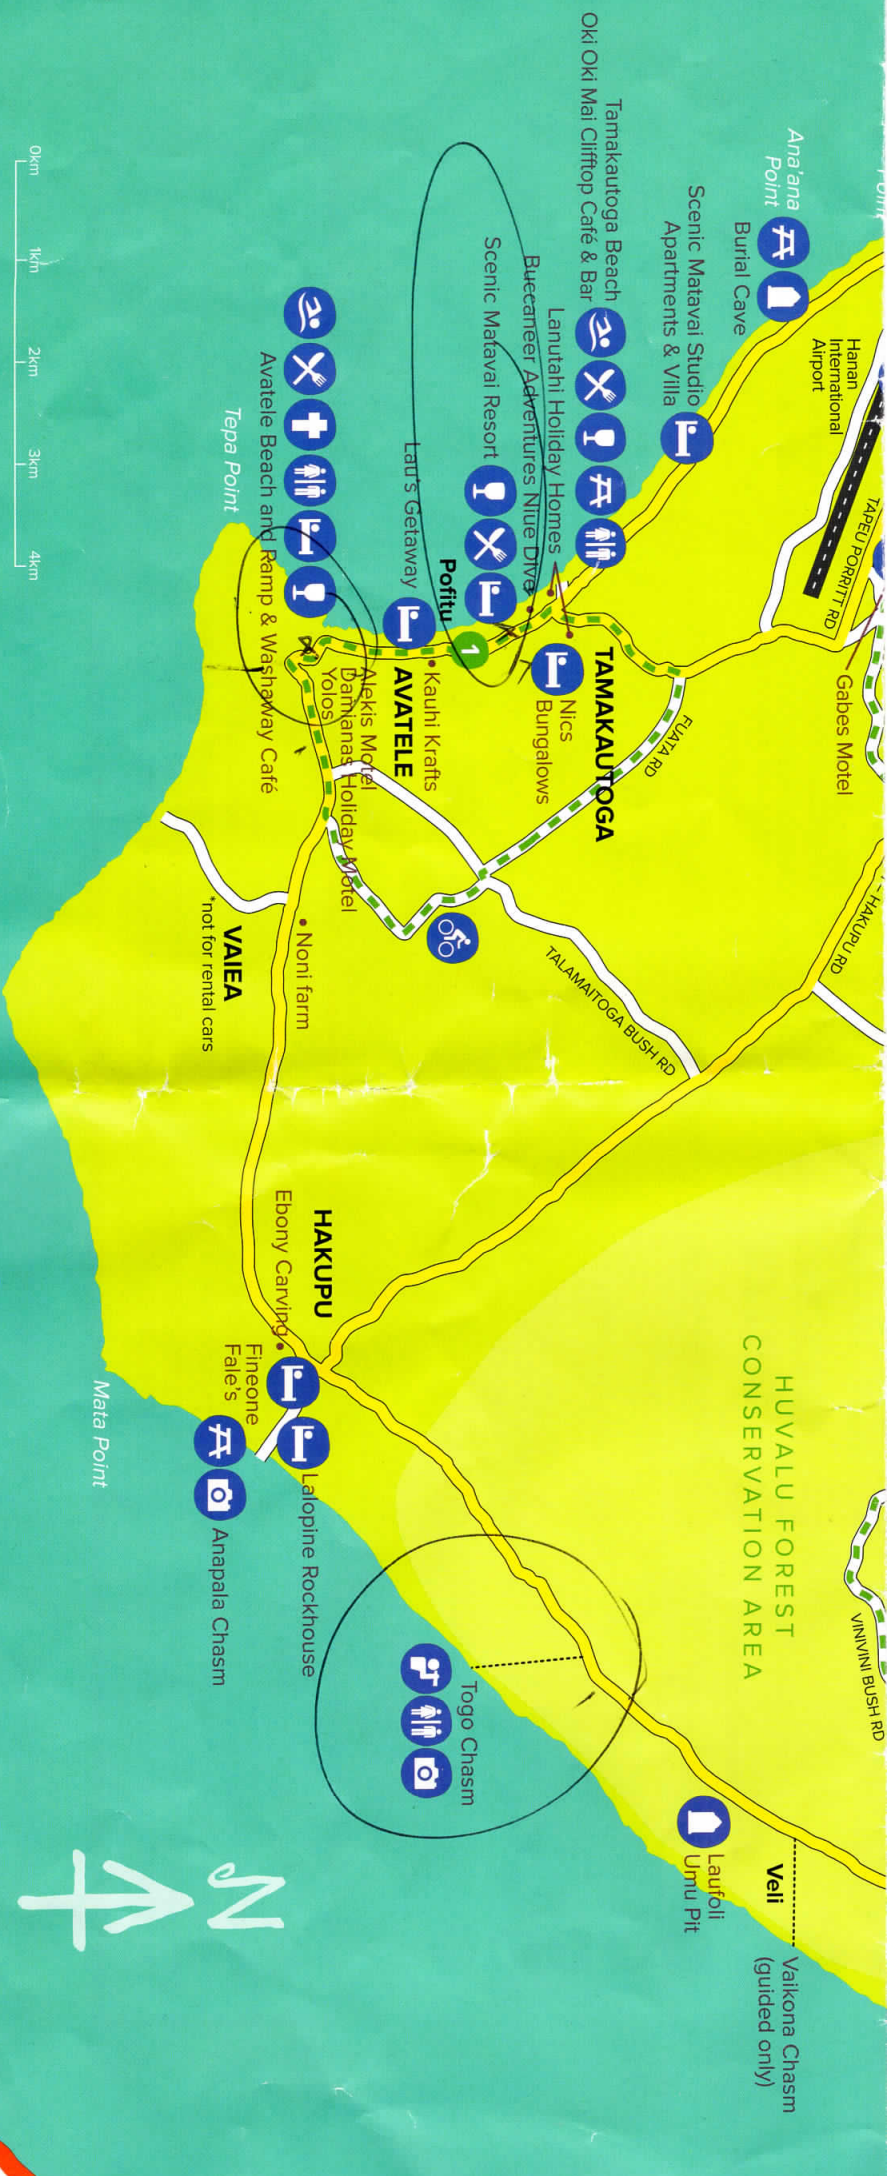 Point
Ana'ana
Point
Burial Cave
Hanan
International
Airport
TAPEU PORRITT RD
Gabes Motel
Scenic Matavai Studio
Apartments & Villa
Tamakautoga Beach
Oki Oki Mai Clifftop Café & Bar
Lanutahi Holiday Homes
Buccaneer Adventures Niue Dive
Scenic Matavai Resort
TAMAKAUTOGA
FUATA RD
Nics
Bungalows
Pofitu
1
Lau's Getaway
Kauhi Krafts
AVATELE
Alekis Motel
Damianas Holiday Motel
Yolos
Avatele Beach and Ramp & Washaway Café
Tepa Point
- HAKUPU RD
TALAMAITOGA BUSH RD
Noni farm
VAIEA
*not for rental cars
HUVALU FOREST
CONSERVATION AREA
VINIVINI BUSH RD
HAKUPU
Ebony Carving
Fineone
Fale's
Lalopine Rockhouse
Anapala Chasm
Mata Point
Togo Chasm
Laufoli
Umu Pit
Veli
Vaikona Chasm
(guided only)
0km
1km
2km
3km
4km
N